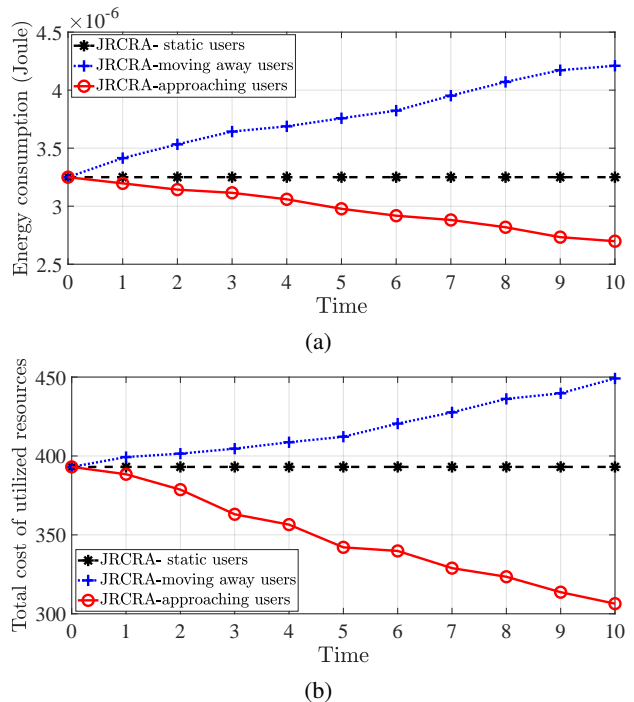 ×10^-6
4.5
4
3.5
3
2.5
Energy consumption (Joule)
JRCRA- static users
JRCRA-moving away users
JRCRA-approaching users
0 1 2 3 4 5 6 7 8 9 10
Time
(a)
450
400
350
300
Total cost of utilized resources
JRCRA- static users
JRCRA-moving away users
JRCRA-approaching users
0 1 2 3 4 5 6 7 8 9 10
Time
(b)